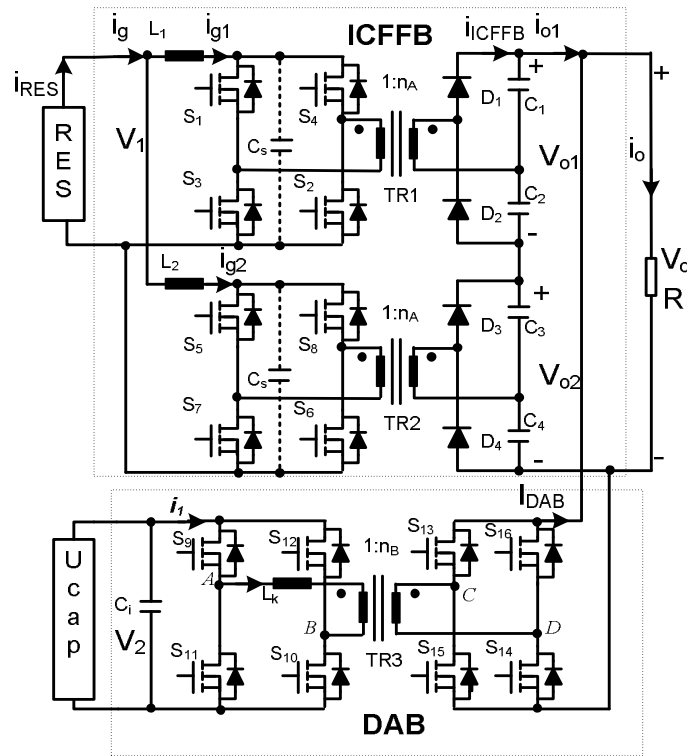 i_g L_1 i_g1 ICFFB i_ICFFB i_o1
i_RES
RES
V_1
S_1 C_s S_4 1:n_A D_1 + C_1 +
S_3 S_2 TR1 V_o1 i_o
D_2 C_2 -
L_2 i_g2 V_o
R
S_5 S_8 1:n_A D_3 + C_3
C_s V_o2
S_7 S_6 TR2 D_4 C_4 - -
I_DAB
i_1
S_9 S_12 1:n_B S_13 S_16
Ucap
A L_k C
C_i
V_2 B D
S_11 S_10 TR3 S_15 S_14
DAB